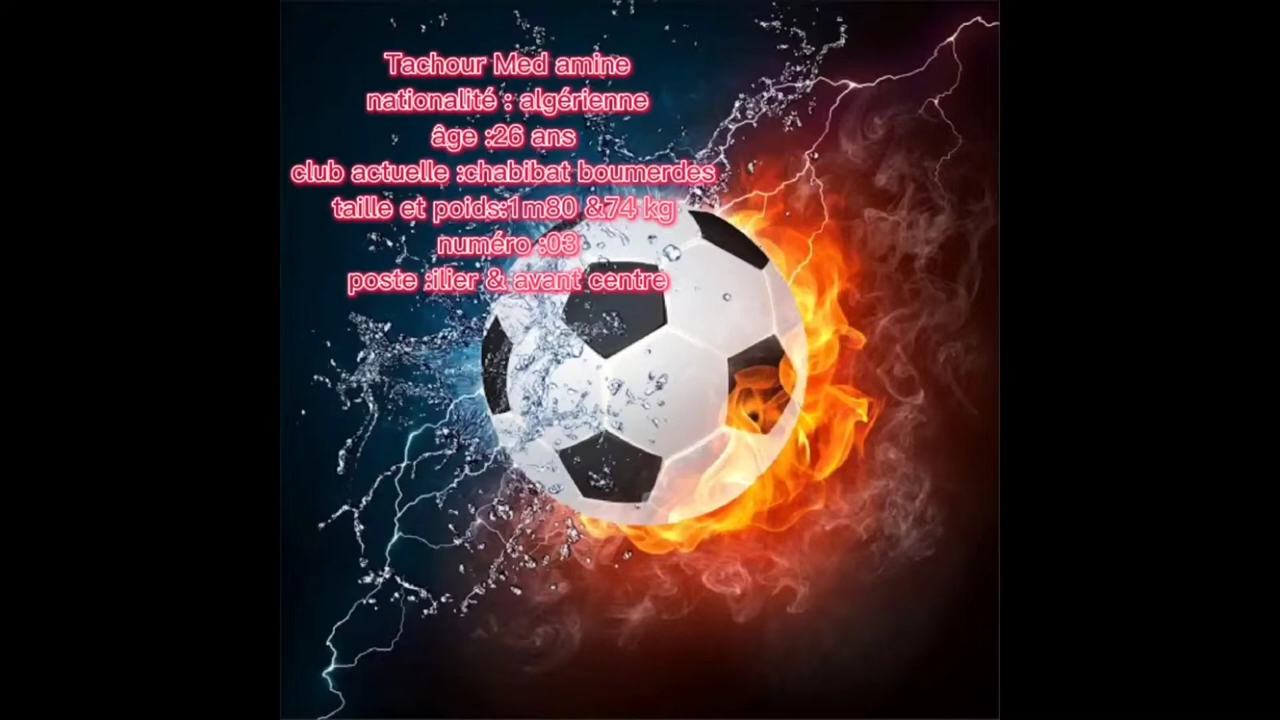 Tachour Med amine
nationalité : algérienne
âge :26 ans
club actuelle :chabibat boumerdes
taille et poids:1m80 &74 kg
numéro :03
poste :ilier & avant centre